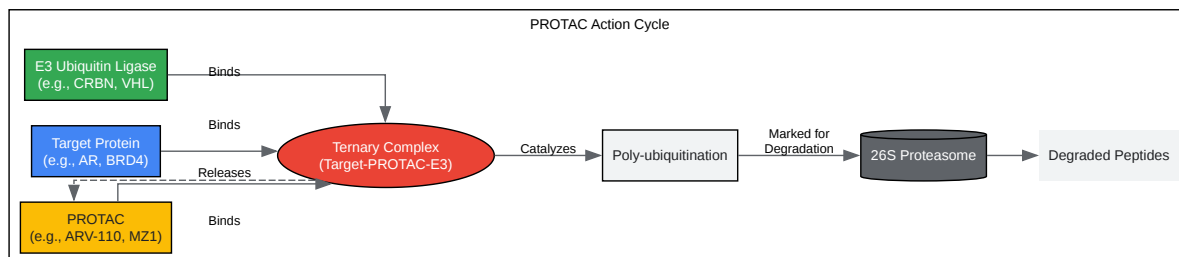 PROTAC Action Cycle
E3 Ubiquitin Ligase
(e.g., CRBN, VHL)
Binds
Target Protein
(e.g., AR, BRD4)
Binds
Ternary Complex
(Target-PROTAC-E3)
Catalyzes
Poly-ubiquitination
Marked for
Degradation
26S Proteasome
Degraded Peptides
Releases
PROTAC
(e.g., ARV-110, MZ1)
Binds